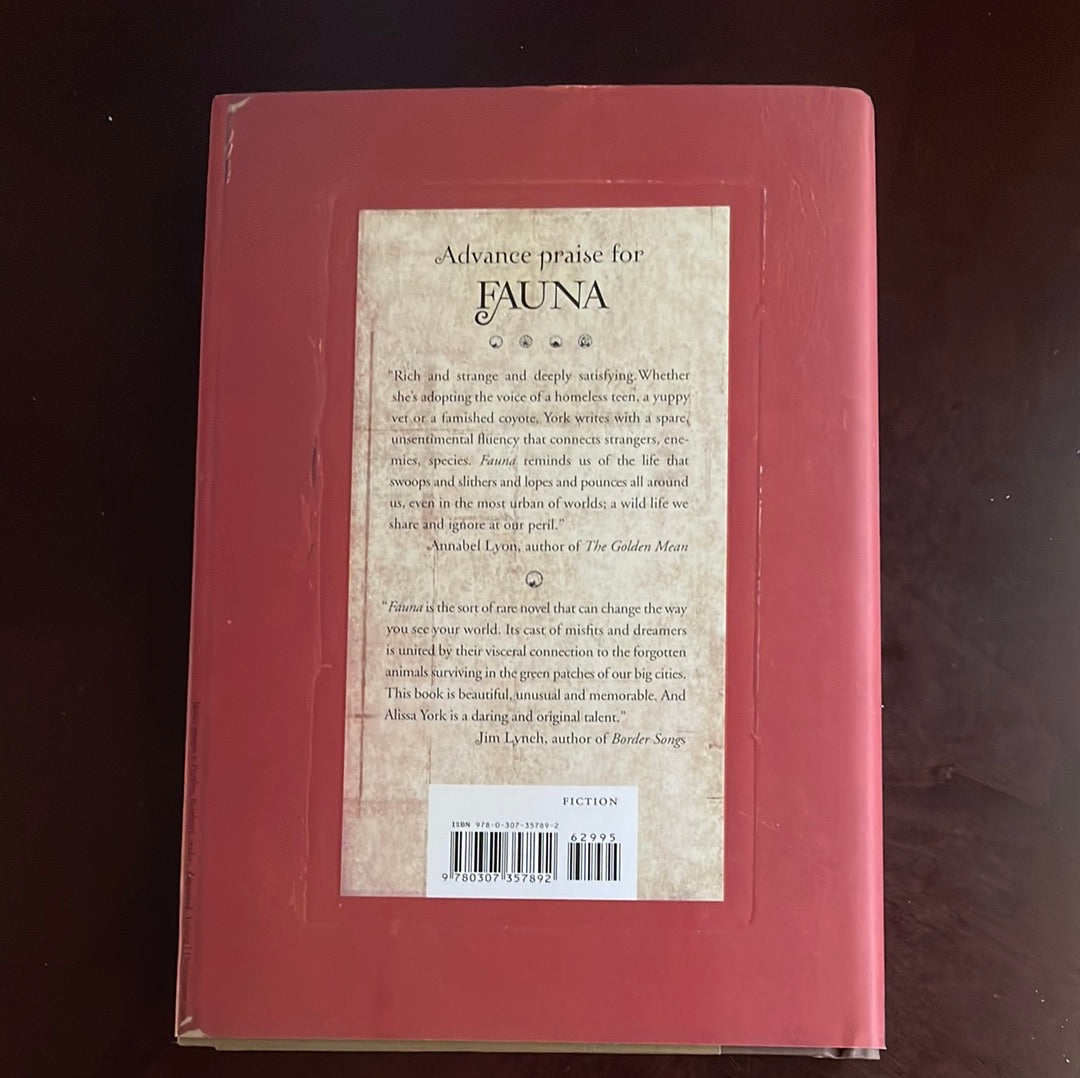 Advance praise for
FAUNA
"Rich and strange and deeply satisfying. Whether
she's adopting the voice of a homeless teen, a yuppy
vet or a famished coyote, York writes with a spare,
unsentimental fluency that connects strangers, ene-
mies, species. Fauna reminds us of the life that
swoops and slithers and lopes and pounces all around
us, even in the most urban of worlds; a wild life we
share and ignore at our peril."
Annabel Lyon, author of The Golden Mean
"Fauna is the sort of rare novel that can change the way
you see your world. Its cast of misfits and dreamers
is united by their visceral connection to the forgotten
animals surviving in the green patches of our big cities.
This book is beautiful, unusual and memorable. And
Alissa York is a daring and original talent."
Jim Lynch, author of Border Songs
FICTION
ISBN 978-0-307-35789-2
62995
9 780307 357892